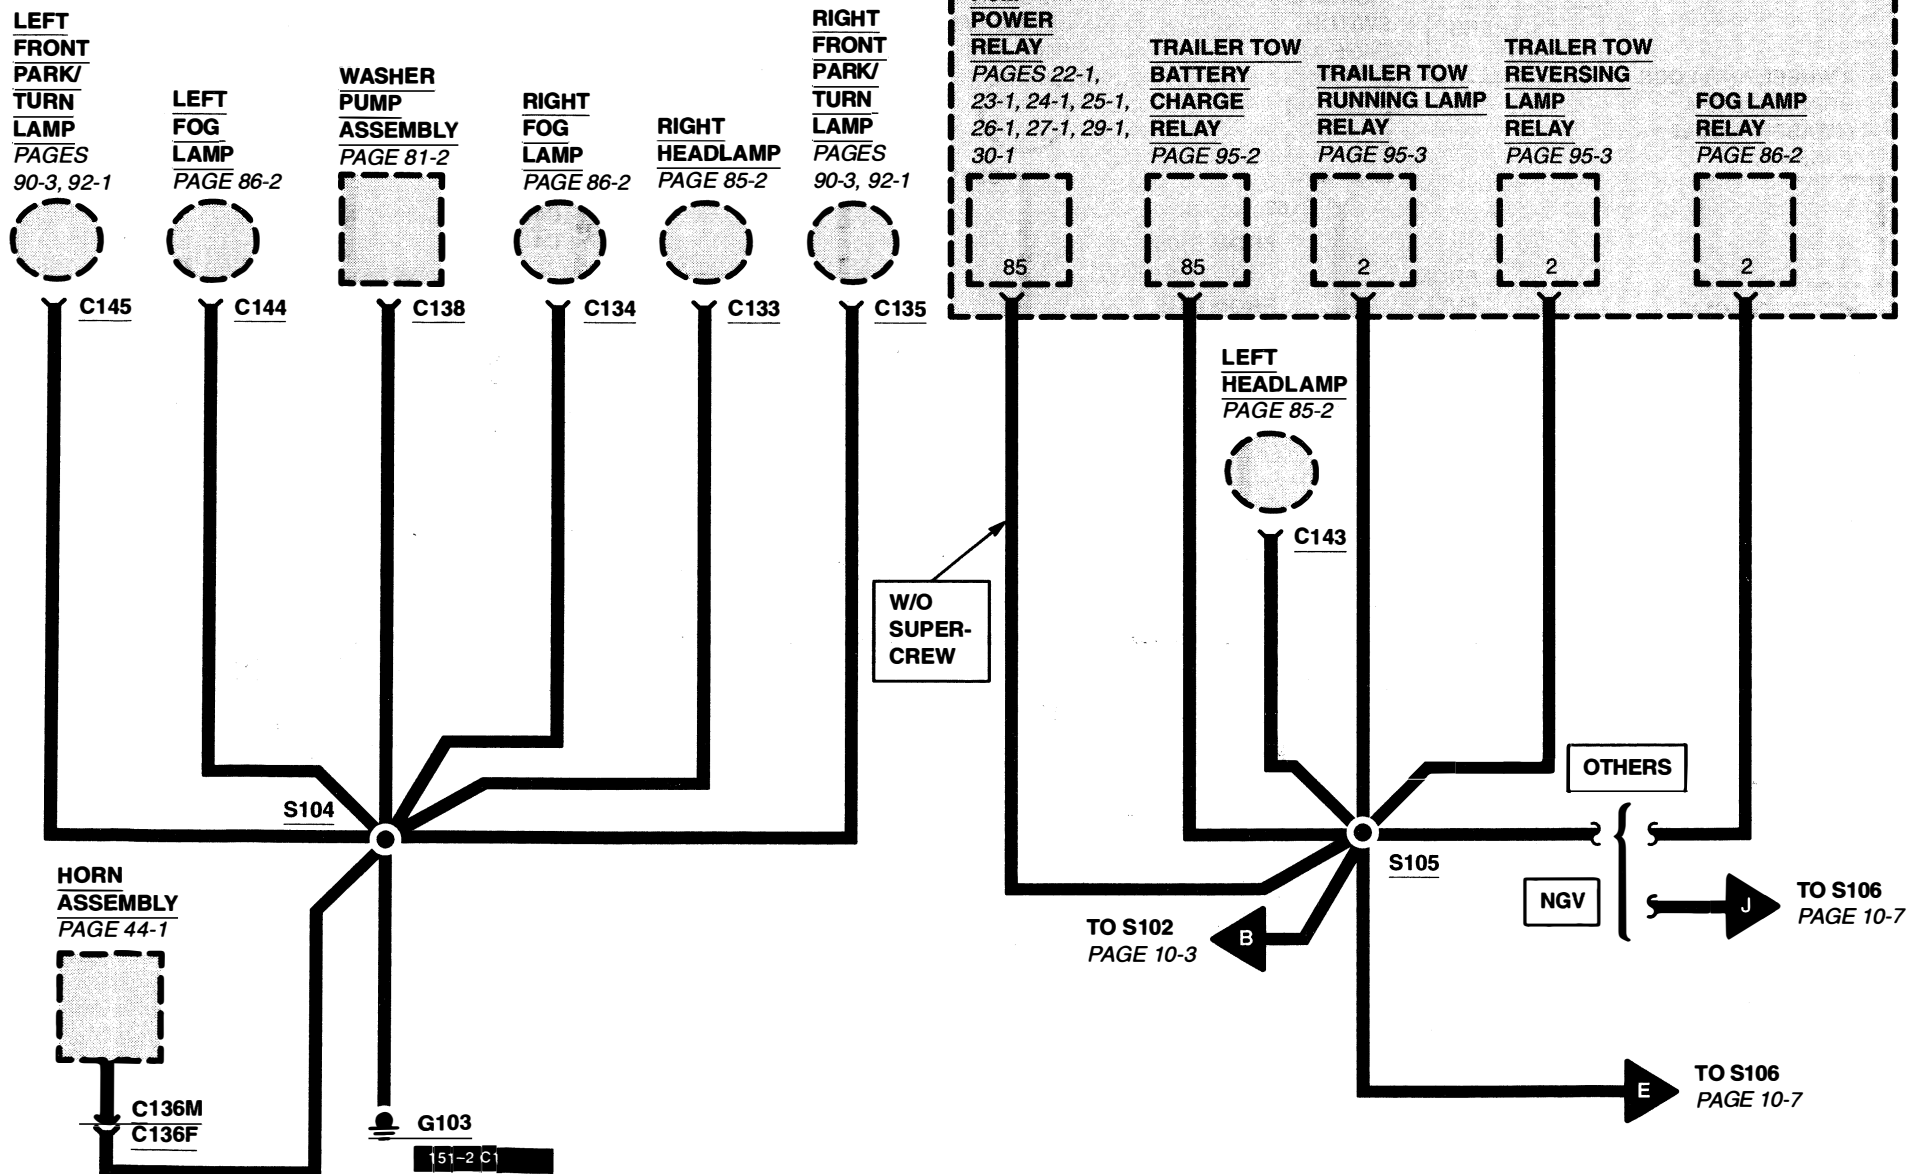 LEFT
FRONT
PARK/
TURN
LAMP
PAGES
90-3, 92-1
C145
LEFT
FOG
LAMP
PAGE 86-2
C144
WASHER
PUMP
ASSEMBLY
PAGE 81-2
C138
RIGHT
FOG
LAMP
PAGE 86-2
C134
RIGHT
HEADLAMP
PAGE 85-2
C133
RIGHT
FRONT
PARK/
TURN
LAMP
PAGES
90-3, 92-1
C135
POWER
RELAY
PAGES 22-1,
23-1, 24-1, 25-1,
26-1, 27-1, 29-1,
30-1
85
TRAILER TOW
BATTERY
CHARGE
RELAY
PAGE 95-2
85
TRAILER TOW
RUNNING LAMP
RELAY
PAGE 95-3
2
TRAILER TOW
REVERSING
LAMP
RELAY
PAGE 95-3
2
FOG LAMP
RELAY
PAGE 86-2
2
LEFT
HEADLAMP
PAGE 85-2
C143
W/O
SUPER-
CREW
OTHERS
S104
S105
NGV
J
TO S106
PAGE 10-7
TO S102
PAGE 10-3
B
HORN
ASSEMBLY
PAGE 44-1
C136M
C136F
G103
151-2 C1
E
TO S106
PAGE 10-7